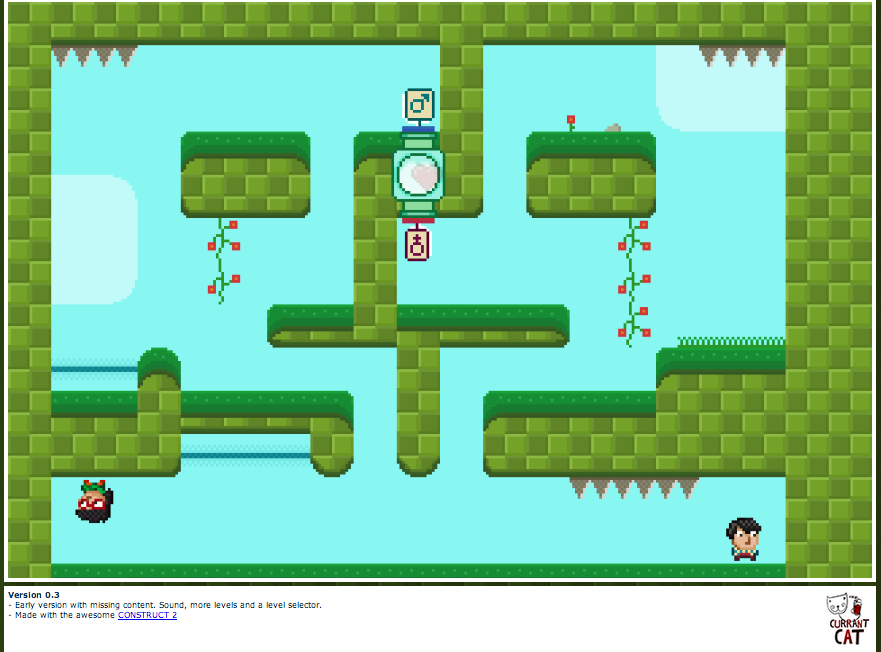 Version 0.3
- Early version with missing content. Sound, more levels and a level selector.
- Made with the awesome CONSTRUCT 2
CURRANT
CAT